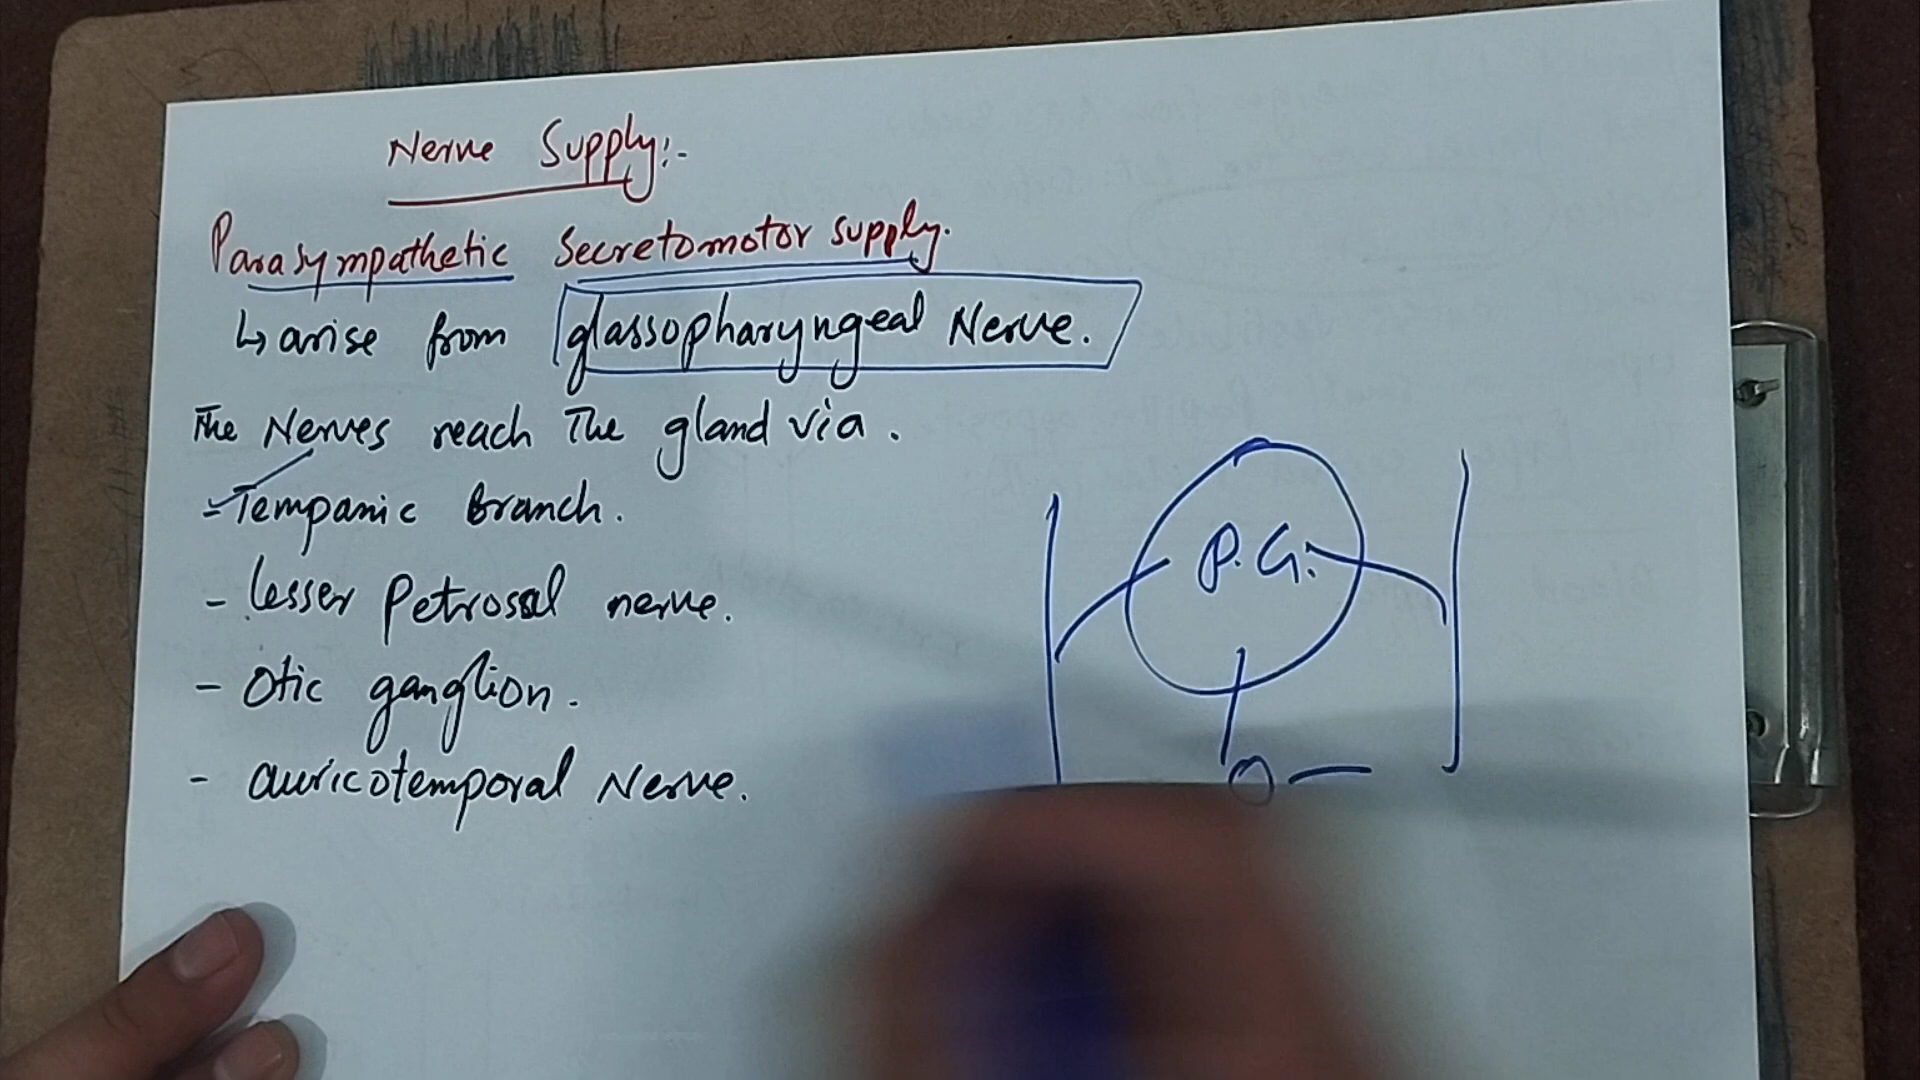 Nerve Supply:-
Parasympathetic Secretomotor supply.
↳ arise from glassopharyngeal Nerve.
The Nerves reach The gland via.
- Tempanic Branch.
- lesser Petrosal nerve.
- Otic ganglion.
- auricotemporal Nerve.
P.G.